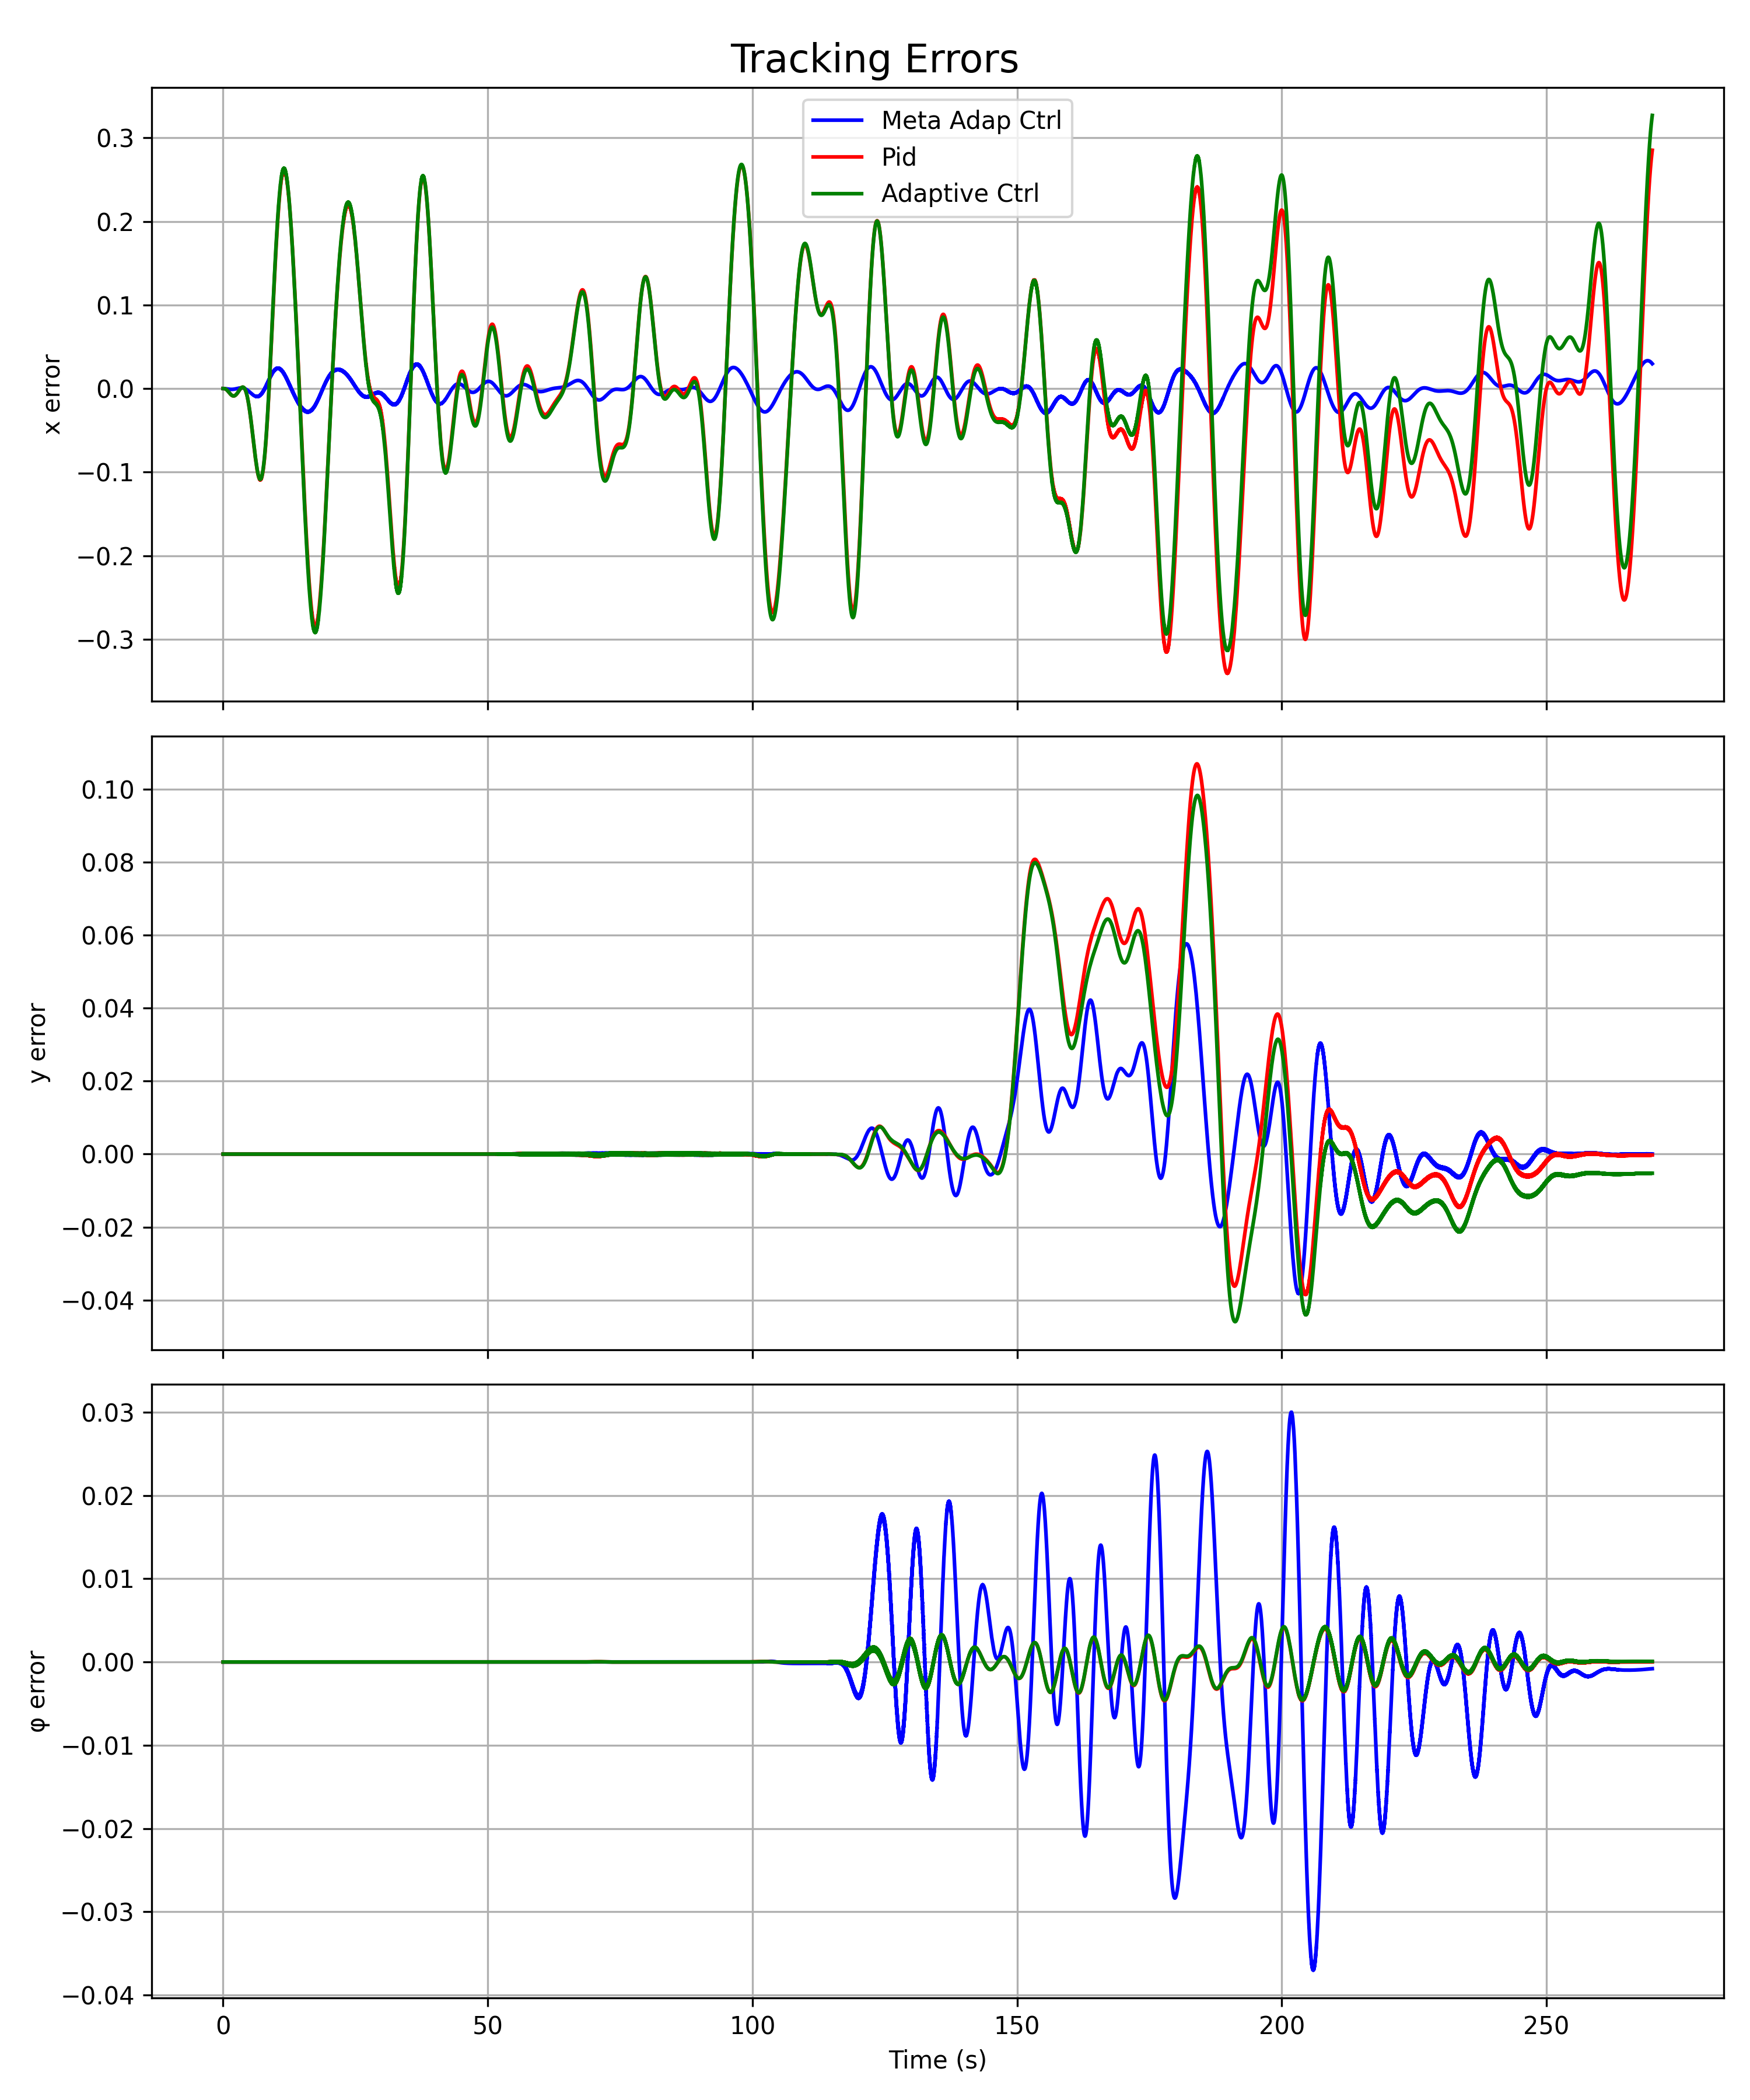 Tracking Errors
Meta Adap Ctrl
Pid
Adaptive Ctrl
0.3
0.2
0.1
0.0
−0.1
−0.2
−0.3
x error
0.10
0.08
0.06
0.04
0.02
0.00
−0.02
−0.04
y error
0.03
0.02
0.01
0.00
−0.01
−0.02
−0.03
−0.04
φ error
0 50 100 150 200 250
Time (s)